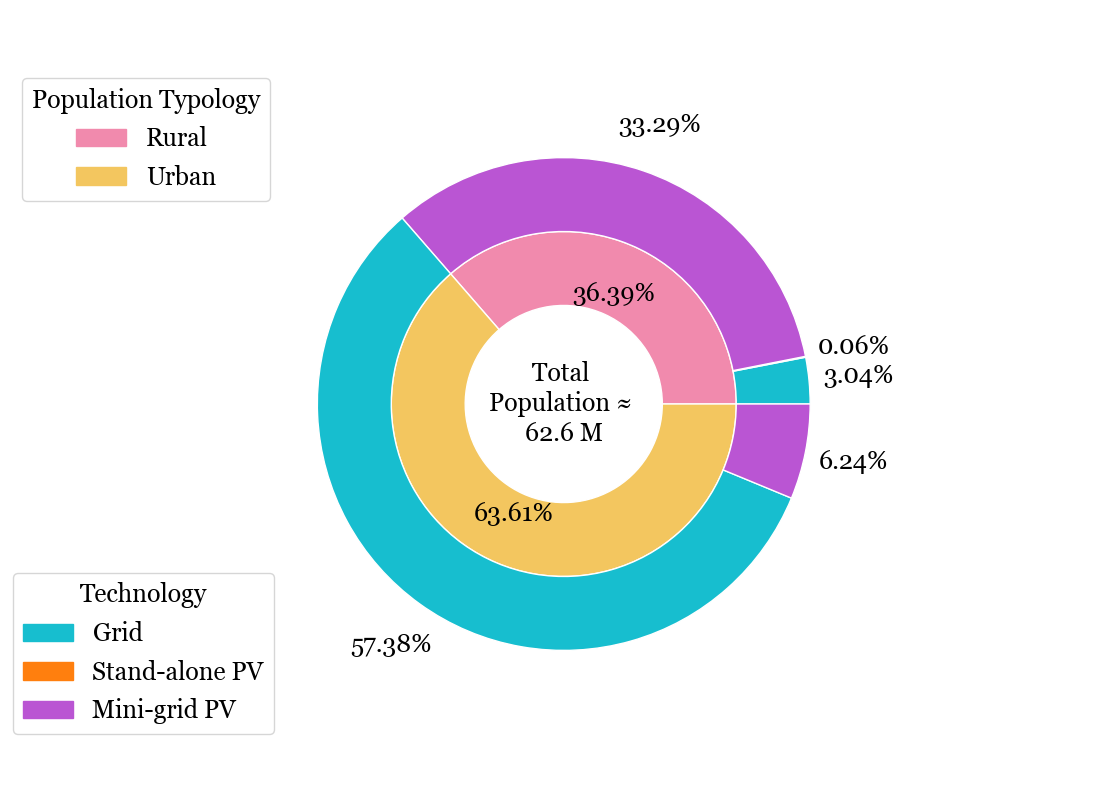 Population Typology
Rural
Urban
33.29%
36.39%
0.06%
3.04%
Total
Population ≈
62.6 M
6.24%
63.61%
57.38%
Technology
Grid
Stand-alone PV
Mini-grid PV